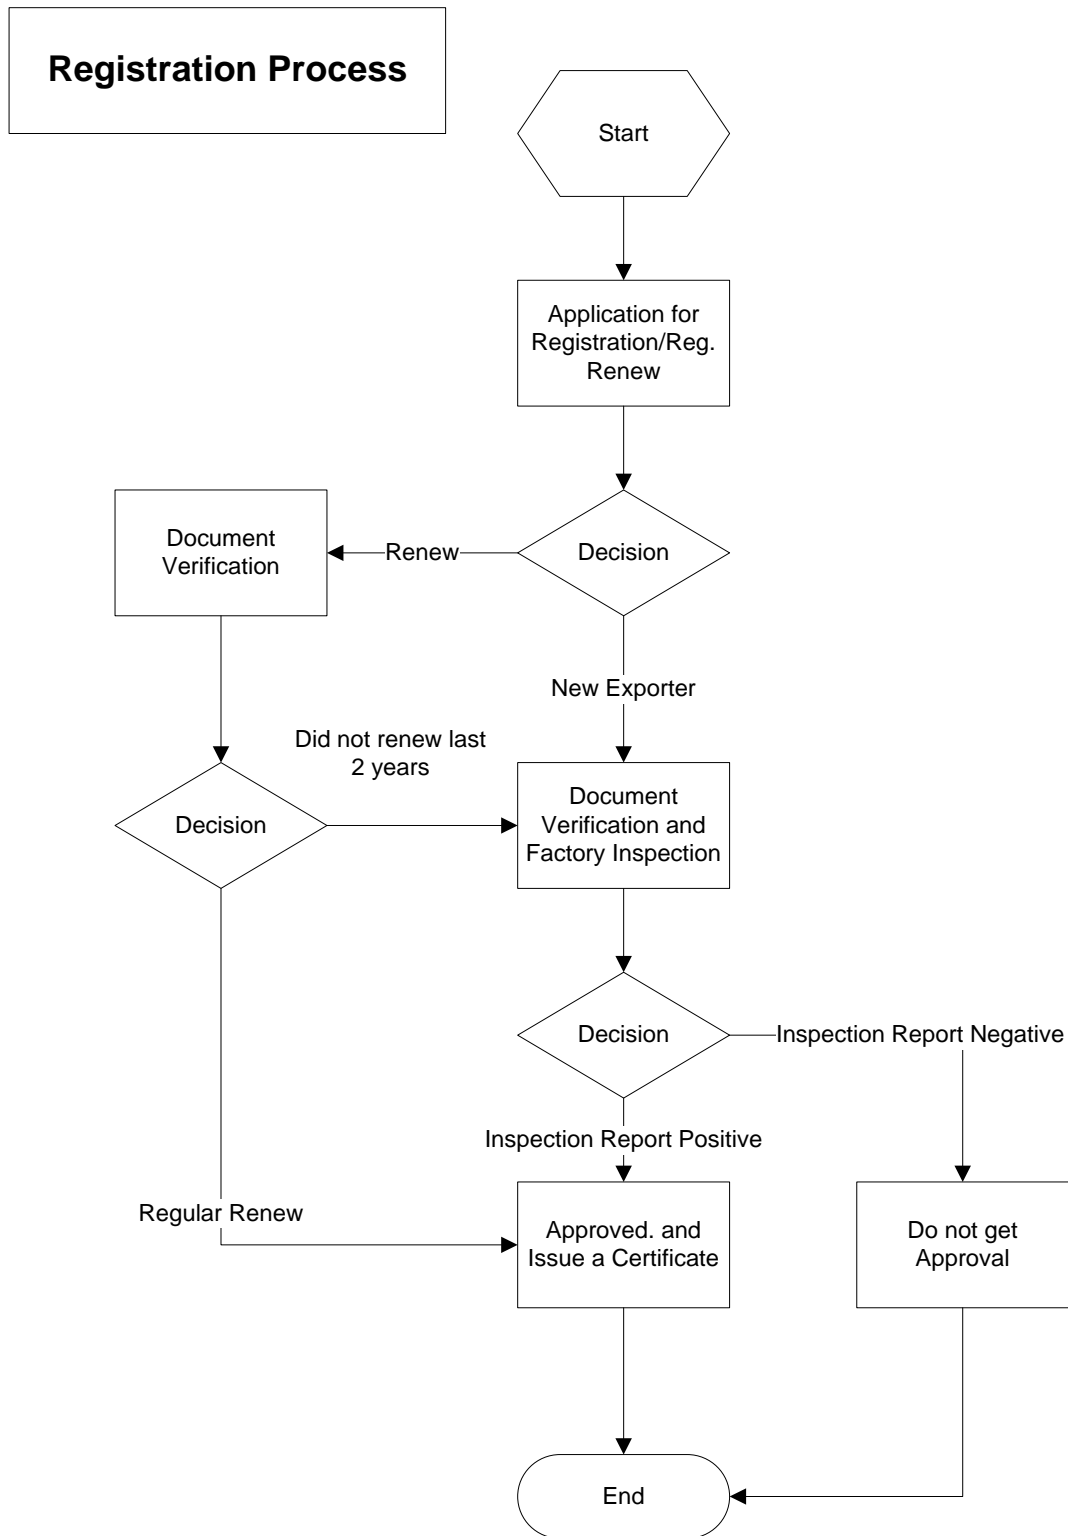 Registration Process
Start
Application for
Registration/Reg.
Renew
Document
Verification
Renew
Decision
New Exporter
Did not renew last
2 years
Decision
Document
Verification and
Factory Inspection
Decision
Inspection Report Negative
Inspection Report Positive
Regular Renew
Approved. and
Issue a Certificate
Do not get
Approval
End